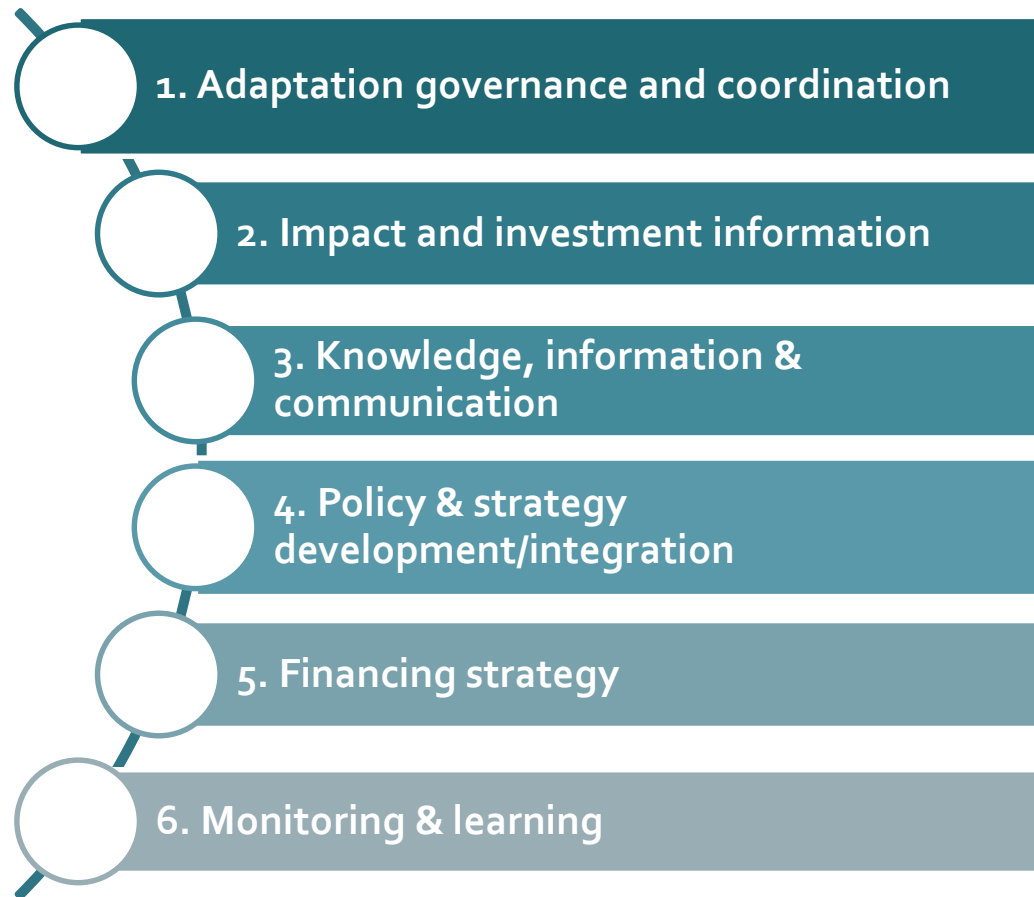 1. Adaptation governance and coordination
2. Impact and investment information
3. Knowledge, information &
communication
4. Policy & strategy
development/integration
5. Financing strategy
6. Monitoring & learning